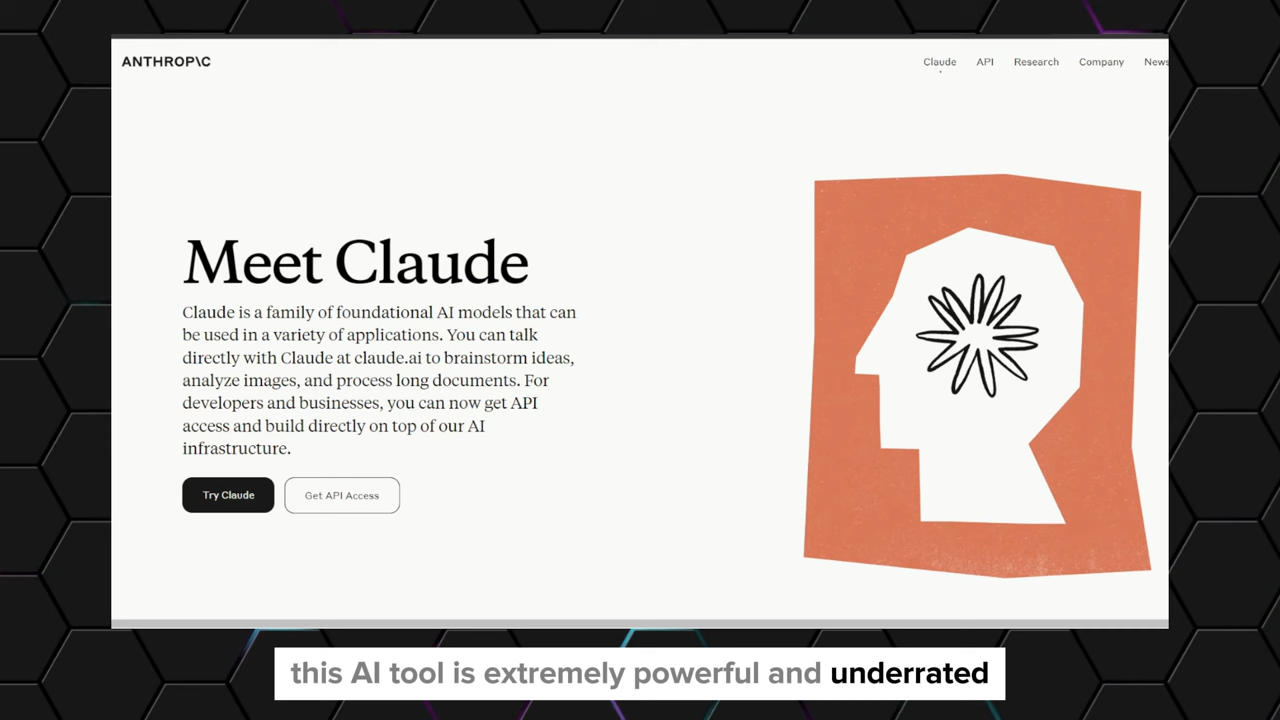 ANTHROP\C
Claude API Research Company News
Meet Claude
Claude is a family of foundational AI models that can
be used in a variety of applications. You can talk
directly with Claude at claude.ai to brainstorm ideas,
analyze images, and process long documents. For
developers and businesses, you can now get API
access and build directly on top of our AI
infrastructure.
Try Claude Get API Access
this AI tool is extremely powerful and underrated